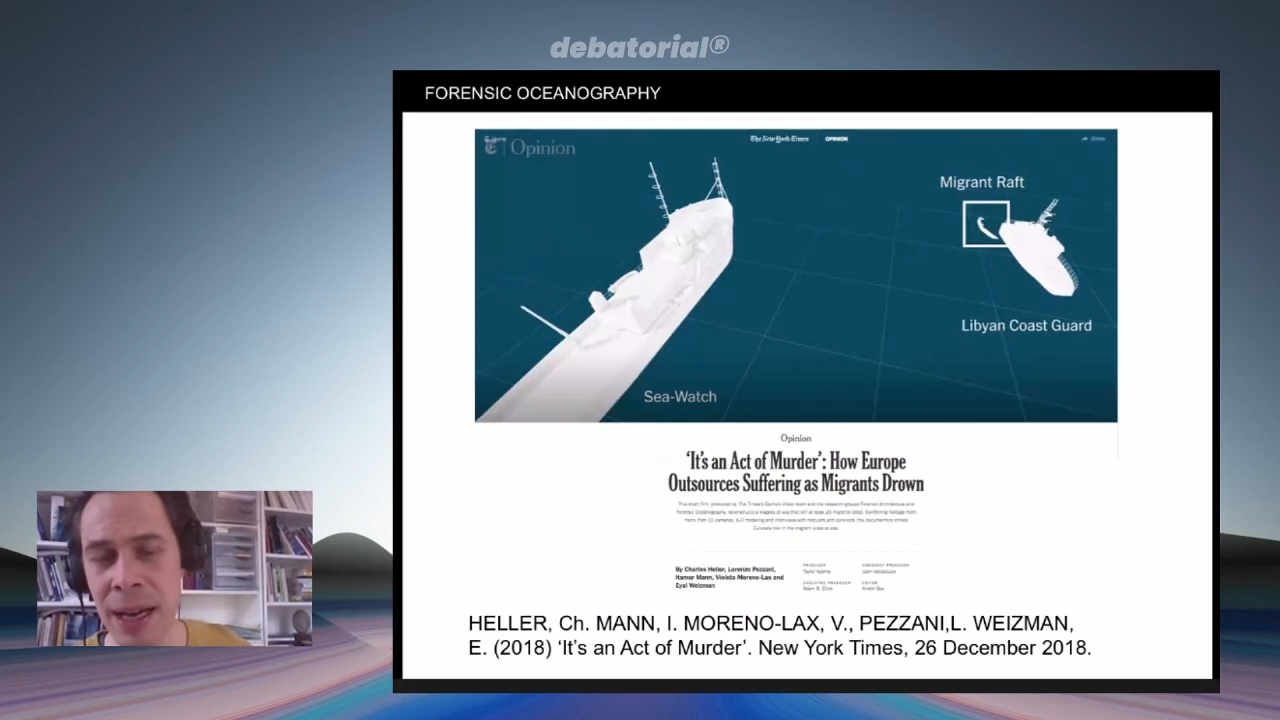 debatorial®
FORENSIC OCEANOGRAPHY
Opinion
The New York Times OPINION
Share
Migrant Raft
Libyan Coast Guard
Sea-Watch
Opinion
‘It’s an Act of Murder’: How Europe
Outsources Suffering as Migrants Drown
By Charles Heller, Lorenzo Pezzani,
Itamar Mann, Violeta Moreno-Lax and
Eyal Weizman
HELLER, Ch. MANN, I. MORENO-LAX, V., PEZZANI,L. WEIZMAN,
E. (2018) ‘It’s an Act of Murder’. New York Times, 26 December 2018.